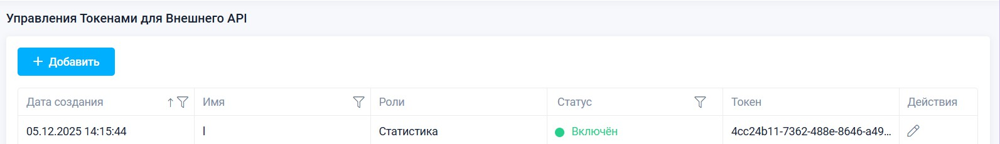 Управления Токенами для Внешнего API
+ Добавить
Дата создания Имя Роли Статус Токен Действия
05.12.2025 14:15:44 I Статистика Включён 4cc24b11-7362-488e-8646-a49...